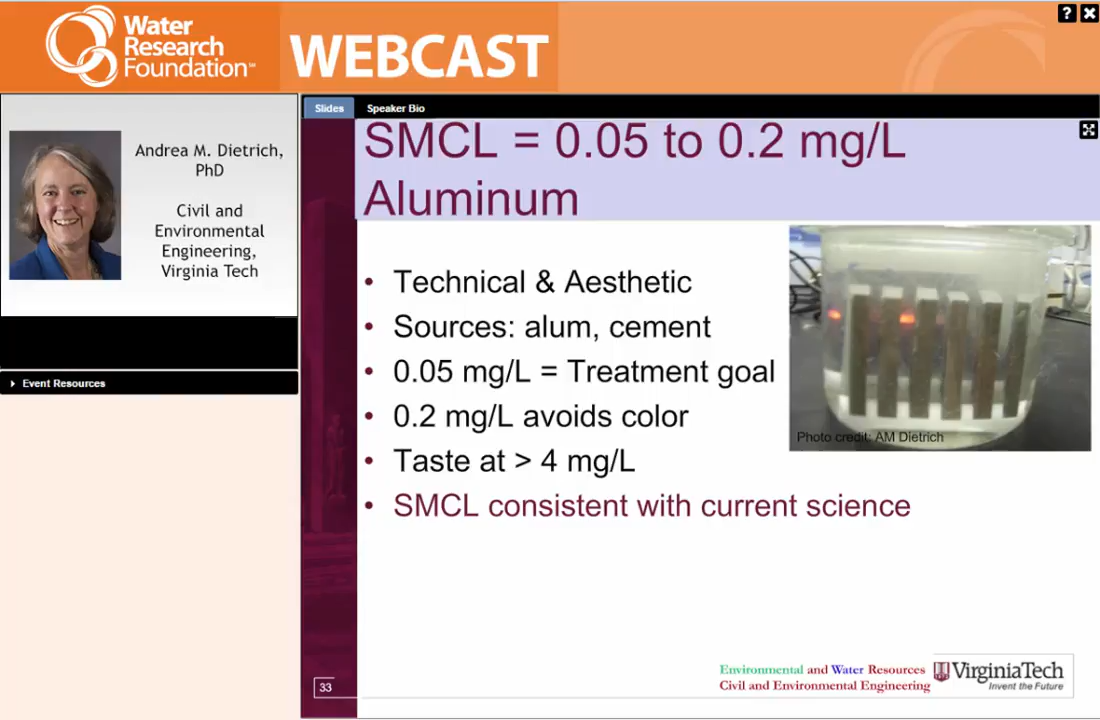 Water
Research
Foundation℠
WEBCAST
?
Slides
Speaker Bio
Andrea M. Dietrich,
PhD
Civil and
Environmental
Engineering,
Virginia Tech
Event Resources
SMCL = 0.05 to 0.2 mg/L
Aluminum
• Technical & Aesthetic
• Sources: alum, cement
• 0.05 mg/L = Treatment goal
• 0.2 mg/L avoids color
• Taste at > 4 mg/L
• SMCL consistent with current science
Photo credit: AM Dietrich
33
Environmental and Water Resources
Civil and Environmental Engineering
VirginiaTech
Invent the Future